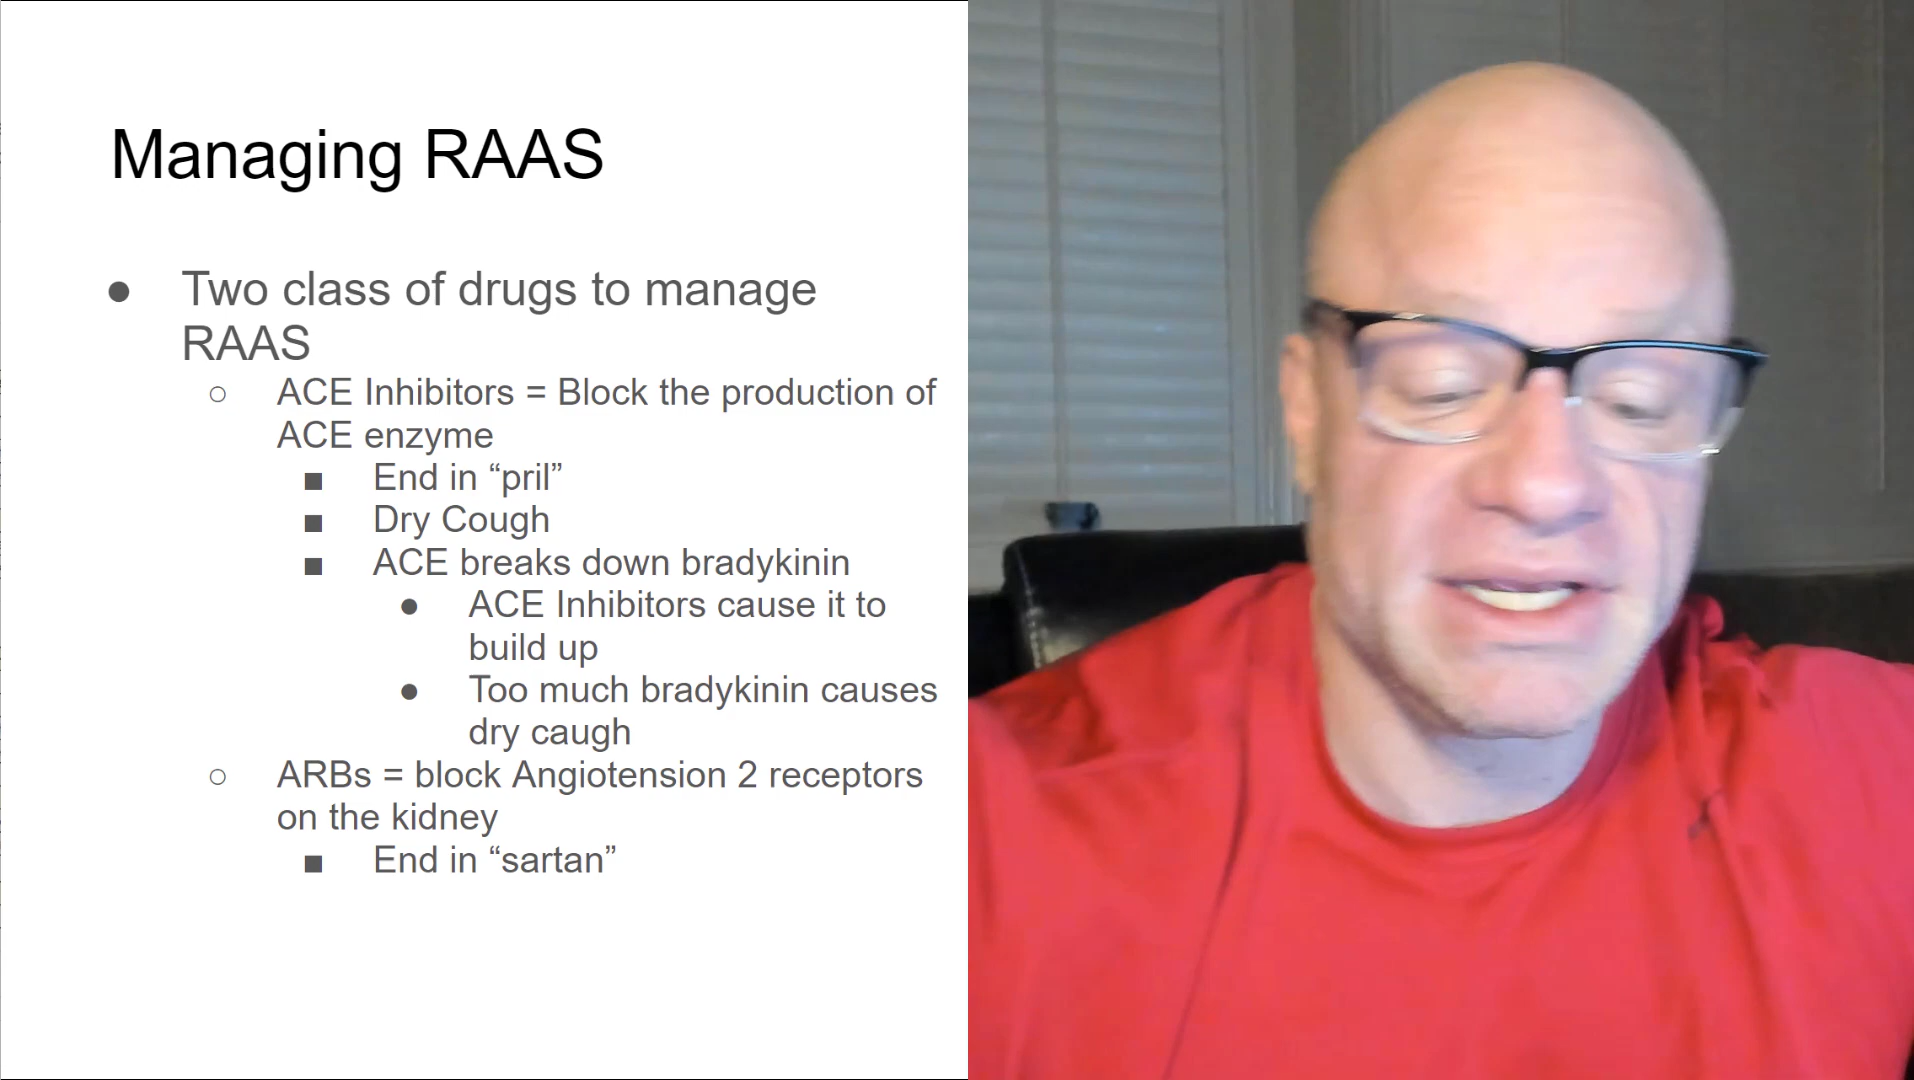 Managing RAAS
● Two class of drugs to manage
RAAS
○ ACE Inhibitors = Block the production of
ACE enzyme
■ End in “pril”
■ Dry Cough
■ ACE breaks down bradykinin
● ACE Inhibitors cause it to
build up
● Too much bradykinin causes
dry caugh
○ ARBs = block Angiotension 2 receptors
on the kidney
■ End in “sartan”